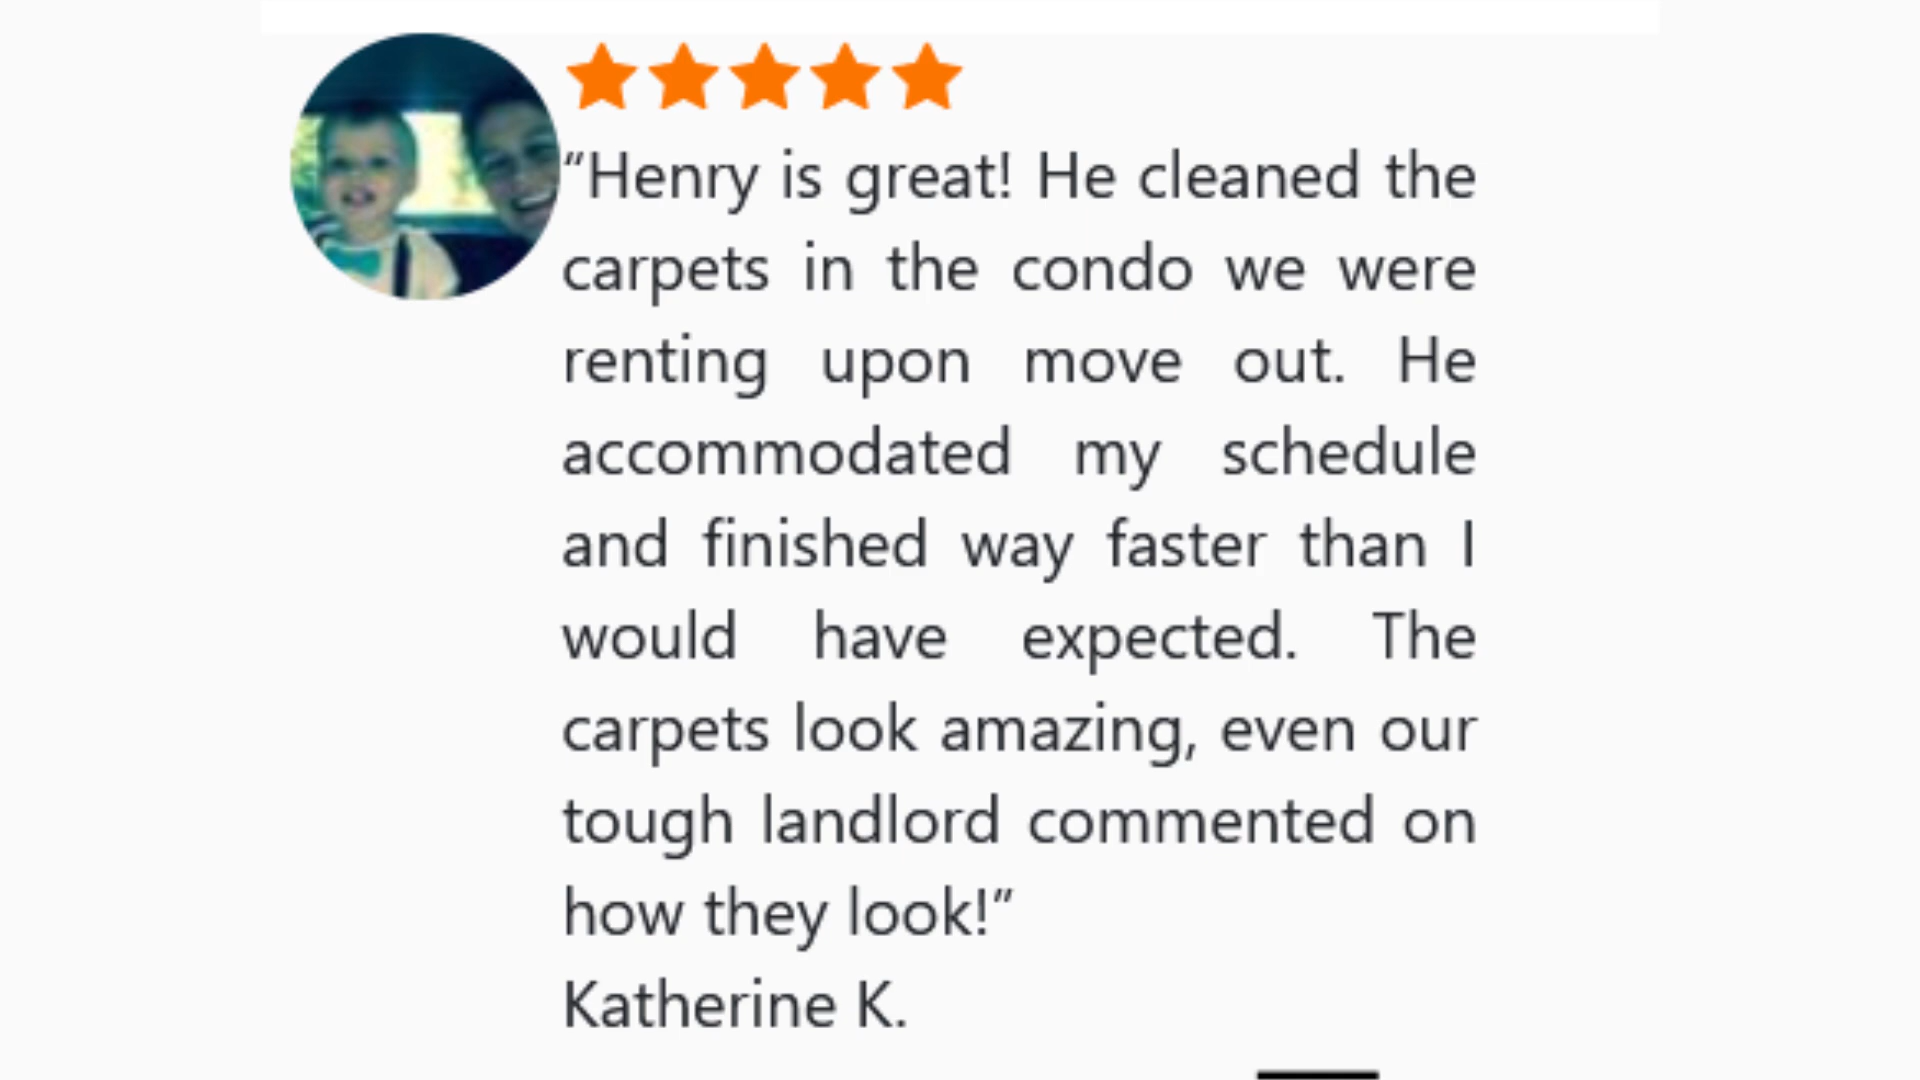 “Henry is great! He cleaned the
carpets in the condo we were
renting upon move out. He
accommodated my schedule
and finished way faster than I
would have expected. The
carpets look amazing, even our
tough landlord commented on
how they look!”
Katherine K.